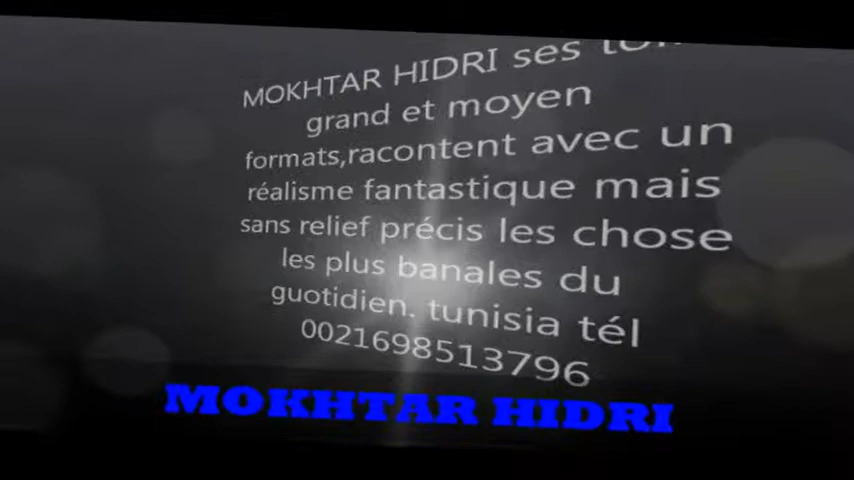 MOKHTAR HIDRI ses
grand et moyen
formats,racontent avec un
réalisme fantastique mais
sans relief précis les chose
les plus banales du
guotidien. tunisia tél
0021698513796
MOKHTAR HIDRI